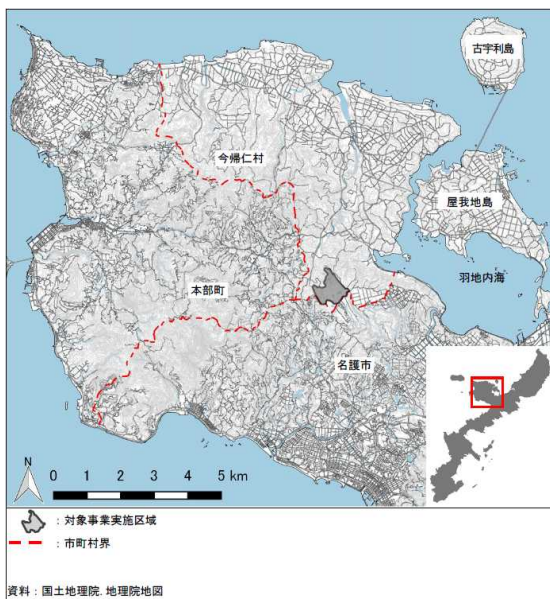 古宇利島
今帰仁村
屋我地島
羽地内海
本部町
名護市
N
0 1 2 3 4 5 km
：対象事業実施区域
：市町村界
資料：国土地理院. 地理院地図